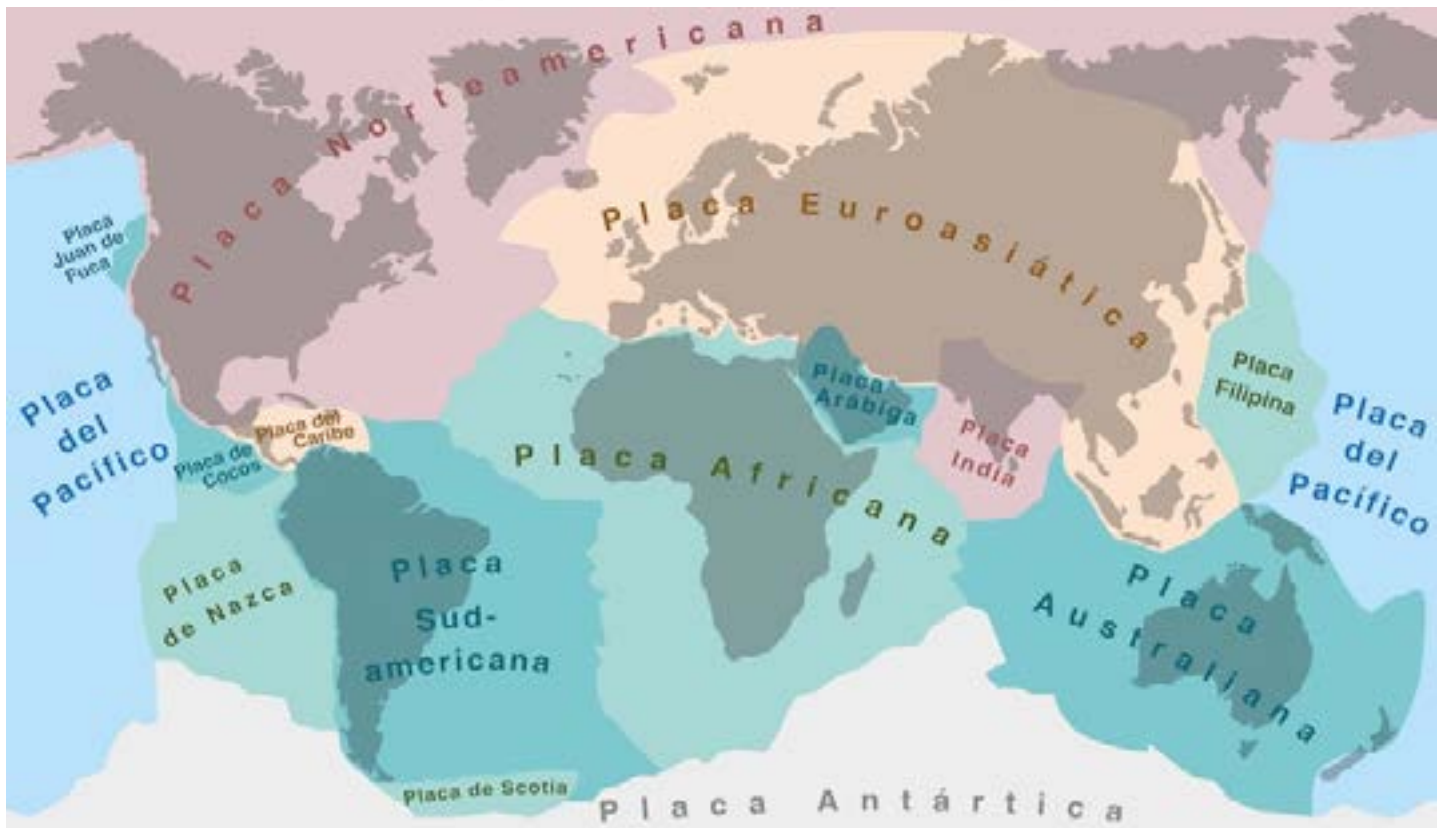 Placa Norteamericana
Placa Euroasiática
Placa
Juan de
Fuca
Placa
del
Pacífico
Placa del
Caribe
Placa de
Cocos
Placa
Arábiga
Placa
India
Placa
Filipina
Placa
del
Pacífico
Placa Africana
Placa
de Nazca
Placa
Sud-
americana
Placa
Australiana
Placa de Scotia
Placa Antártica